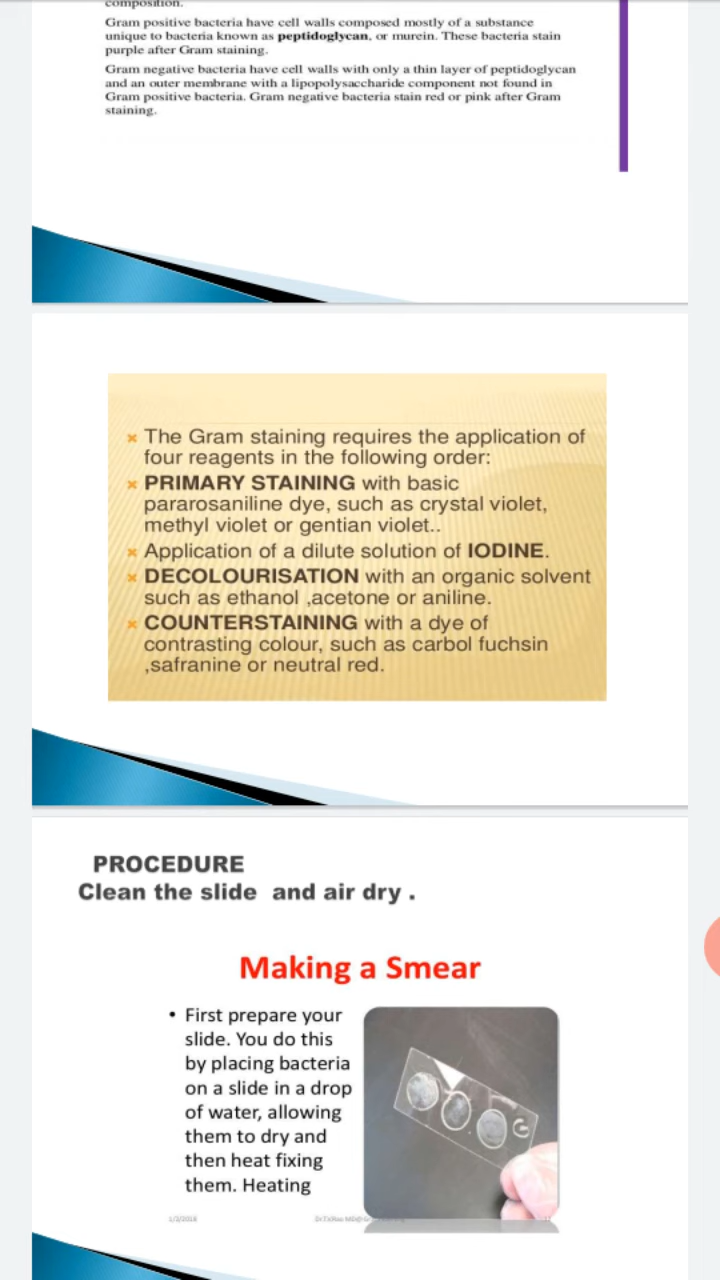 composition.
Gram positive bacteria have cell walls composed mostly of a substance
unique to bacteria known as peptidoglycan, or murein. These bacteria stain
purple after Gram staining.
Gram negative bacteria have cell walls with only a thin layer of peptidoglycan
and an outer membrane with a lipopolysaccharide component not found in
Gram positive bacteria. Gram negative bacteria stain red or pink after Gram
staining.
The Gram staining requires the application of
four reagents in the following order:
PRIMARY STAINING with basic
pararosaniline dye, such as crystal violet,
methyl violet or gentian violet..
Application of a dilute solution of IODINE.
DECOLOURISATION with an organic solvent
such as ethanol ,acetone or aniline.
COUNTERSTAINING with a dye of
contrasting colour, such as carbol fuchsin
,safranine or neutral red.
PROCEDURE
Clean the slide and air dry .
Making a Smear
• First prepare your
slide. You do this
by placing bacteria
on a slide in a drop
of water, allowing
them to dry and
then heat fixing
them. Heating
G
1/2/2018